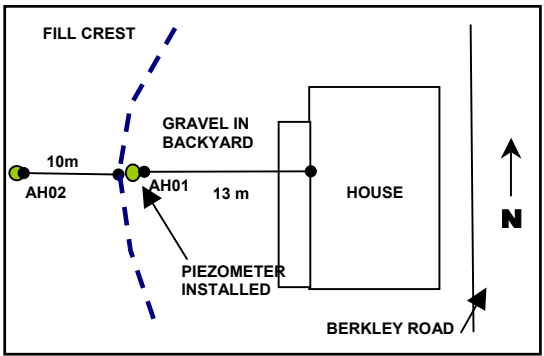 FILL CREST
GRAVEL IN
BACKYARD
10m
AH02
AH01
13 m
HOUSE
N
PIEZOMETER
INSTALLED
BERKLEY ROAD